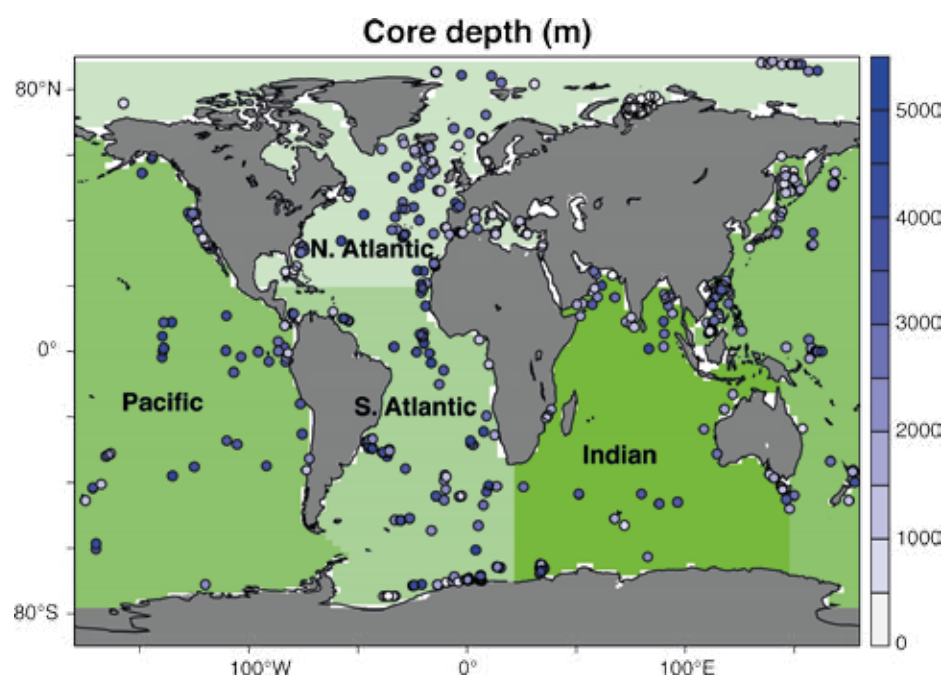 Core depth (m)
80°N
5000
4000
N. Atlantic
3000
0°
Pacific
S. Atlantic
2000
Indian
1000
80°S
0
100°W
0°
100°E